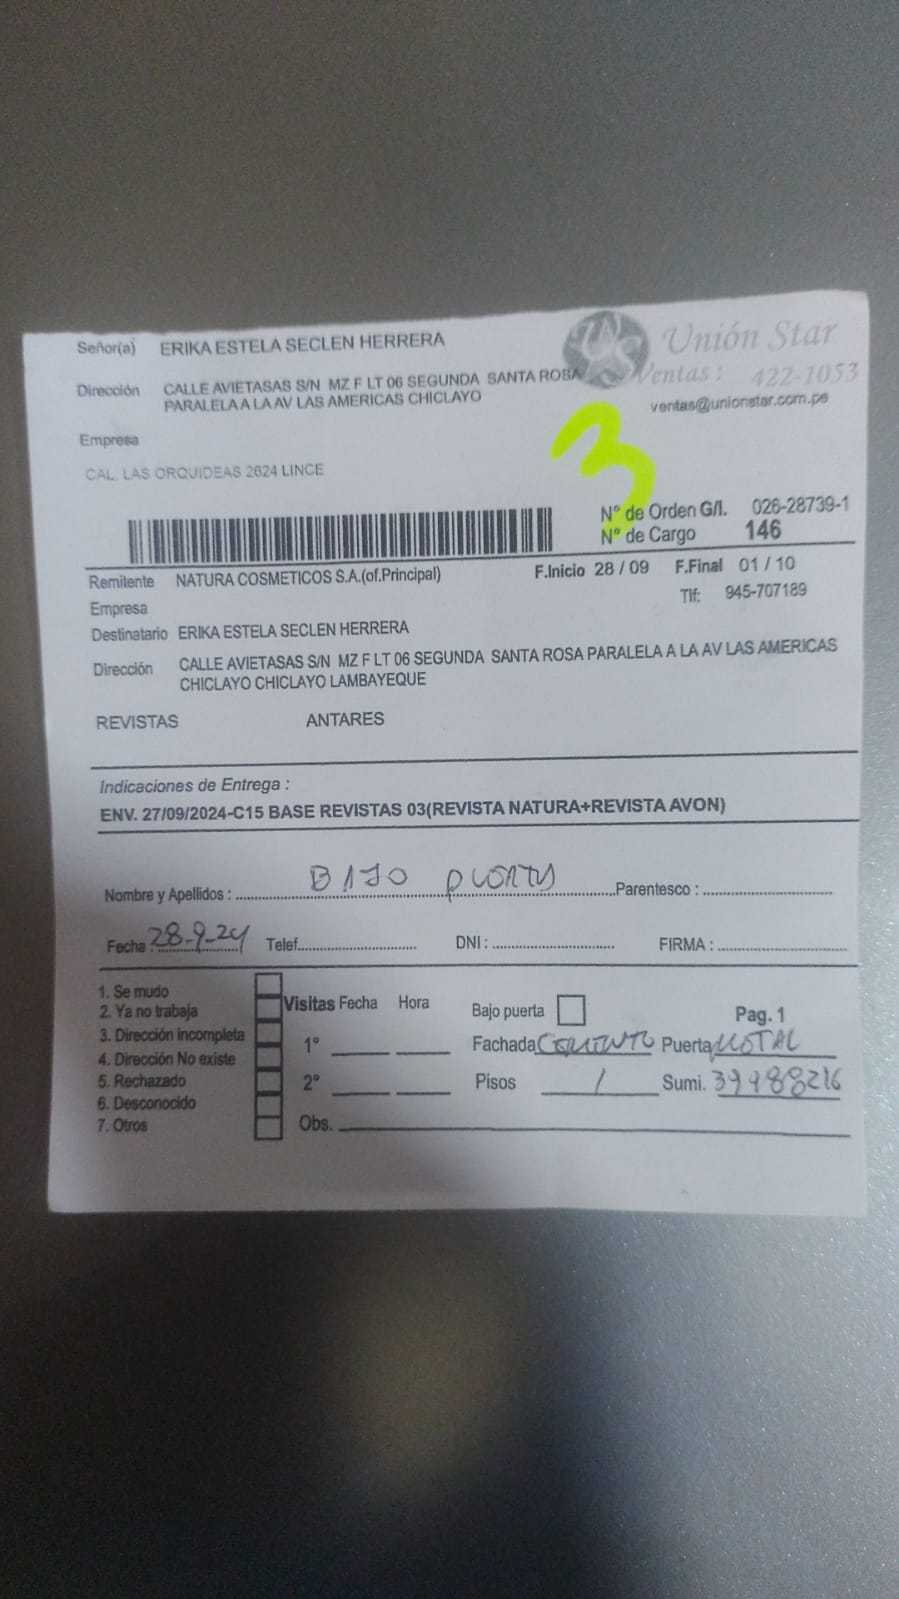 Señor(a) ERIKA ESTELA SECLEN HERRERA
Unión Star
Dirección CALLE AVIETASAS S/N MZ F LT 06 SEGUNDA SANTA ROSA
PARALELA A LA AV LAS AMERICAS CHICLAYO
Ventas: 422-1053
ventas@unionstar.com.pe
Empresa
CAL. LAS ORQUIDEAS 2624 LINCE
3
Nº de Orden G/I. 026-28739-1
Nº de Cargo 146
Remitente NATURA COSMETICOS S.A.(of.Principal) F.Inicio 28 / 09 F.Final 01 / 10
Empresa Tlf: 945-707189
Destinatario ERIKA ESTELA SECLEN HERRERA
Dirección CALLE AVIETASAS S/N MZ F LT 06 SEGUNDA SANTA ROSA PARALELA A LA AV LAS AMERICAS
CHICLAYO CHICLAYO LAMBAYEQUE
REVISTAS ANTARES
Indicaciones de Entrega :
ENV. 27/09/2024-C15 BASE REVISTAS 03(REVISTA NATURA+REVISTA AVON)
Nombre y Apellidos : BAJO PUERTA Parentesco :
Fecha : 28-9-24 Telef. DNI : FIRMA :
1. Se mudo
2. Ya no trabaja
3. Dirección incompleta
4. Dirección No existe
5. Rechazado
6. Desconocido
7. Otros
Visitas Fecha Hora
1º
2º
Obs.
Bajo puerta Pag. 1
Fachada CEMENTO Puerta METAL
Pisos 1 Sumi. 39988216